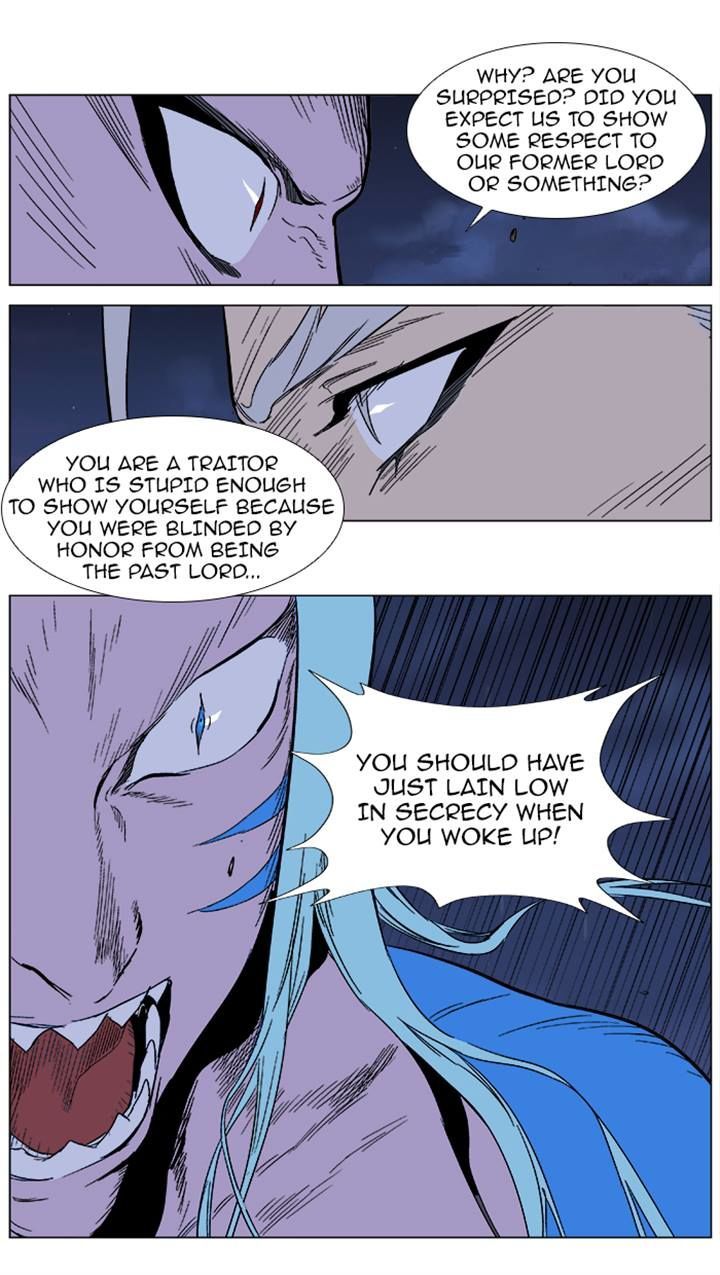 WHY? ARE YOU
SURPRISED? DID YOU
EXPECT US TO SHOW
SOME RESPECT TO
OUR FORMER LORD
OR SOMETHING?
YOU ARE A TRAITOR
WHO IS STUPID ENOUGH
TO SHOW YOURSELF BECAUSE
YOU WERE BLINDED BY
HONOR FROM BEING
THE PAST LORD...
YOU SHOULD HAVE
JUST LAIN LOW
IN SECRECY WHEN
YOU WOKE UP!